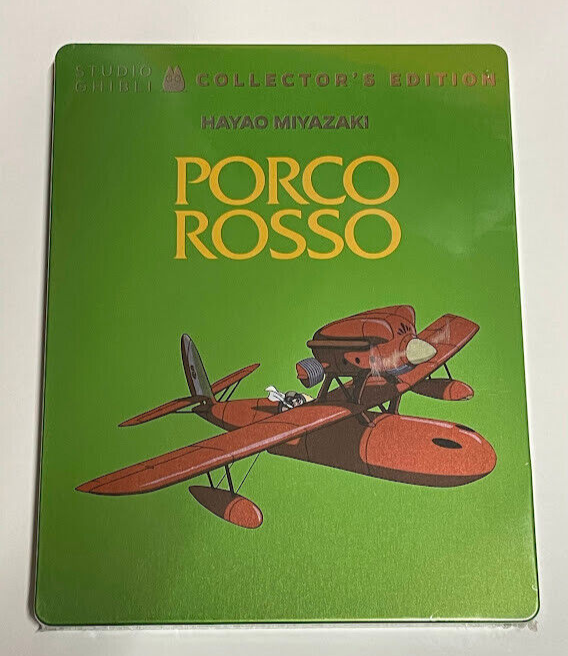 STUDIO
GHIBLI
COLLECTOR'S EDITION
HAYAO MIYAZAKI
PORCO
ROSSO